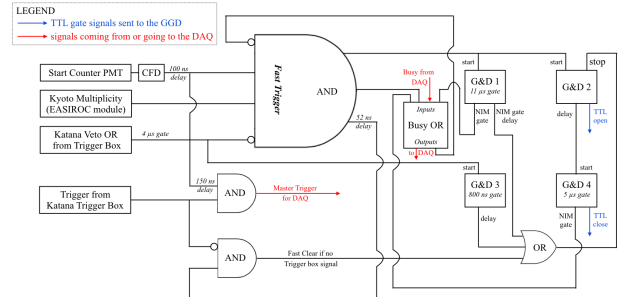 LEGEND
TTL gate signals sent to the GGD
signals coming from or going to the DAQ
Start Counter PMT
CFD
100 ns
delay
Kyoto Multiplicity
(EASIROC module)
Katana Veto OR
from Trigger Box
4 μs gate
Trigger from
Katana Trigger Box
150 ns
delay
Fast Trigger
AND
52 ns
delay
AND
Master Trigger
for DAQ
AND
Fast Clear if no
Trigger box signal
Busy from
DAQ
Inputs
Busy OR
Outputs
to DAQ
start
G&D 1
11 μs gate
NIM
gate
NIM gate
delay
start
stop
G&D 2
delay
TTL
open
start
G&D 3
800 ns gate
delay
start
G&D 4
5 μs gate
NIM
gate
TTL
close
OR